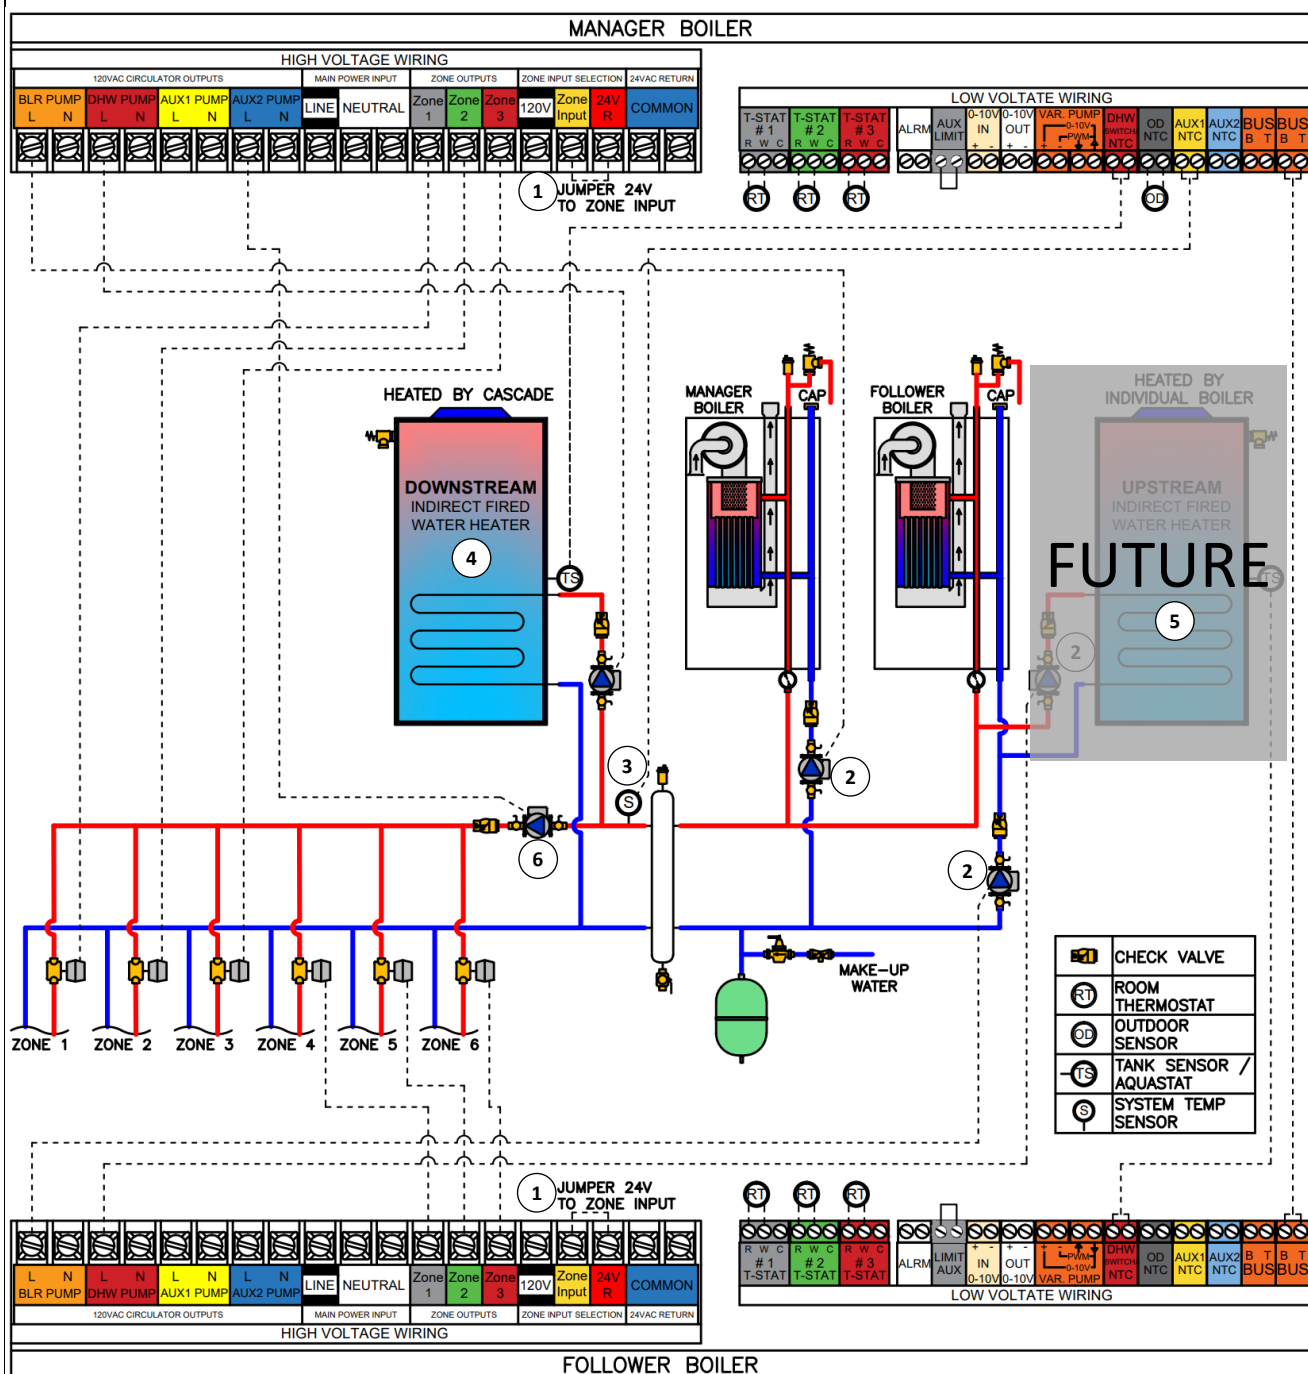 MANAGER BOILER
HIGH VOLTAGE WIRING
120VAC CIRCULATOR OUTPUTS MAIN POWER INPUT ZONE OUTPUTS ZONE INPUT SELECTION 24VAC RETURN
BLR PUMP DHW PUMP AUX1 PUMP AUX2 PUMP LINE NEUTRAL Zone 1 Zone 2 Zone 3 120V Zone Input 24V R COMMON
L N L N L N L N
LOW VOLTATE WIRING
T-STAT # 1 T-STAT # 2 T-STAT # 3 ALRM AUX LIMIT 0-10V IN 0-10V OUT VAR. PUMP 0-10V PWM DHW SWITCH/ NTC OD NTC AUX1 NTC AUX2 NTC BUS BUS
R W C R W C R W C + - + - + - B T B T
1 JUMPER 24V
TO ZONE INPUT
RT RT RT OD
HEATED BY CASCADE
MANAGER
BOILER
CAP
FOLLOWER
BOILER
CAP
HEATED BY
INDIVIDUAL BOILER
DOWNSTREAM
INDIRECT FIRED
WATER HEATER
4
TS
UPSTREAM
INDIRECT FIRED
WATER HEATER
FUTURE
TS
5
2
3
2
S
6
2
MAKE-UP
WATER
ZONE 1 ZONE 2 ZONE 3 ZONE 4 ZONE 5 ZONE 6
CHECK VALVE
RT ROOM
THERMOSTAT
OD OUTDOOR
SENSOR
TS TANK SENSOR /
AQUASTAT
S SYSTEM TEMP
SENSOR
1 JUMPER 24V
TO ZONE INPUT
RT RT RT
L N L N L N L N
BLR PUMP DHW PUMP AUX1 PUMP AUX2 PUMP LINE NEUTRAL Zone 1 Zone 2 Zone 3 120V Zone Input 24V R COMMON
120VAC CIRCULATOR OUTPUTS MAIN POWER INPUT ZONE OUTPUTS ZONE INPUT SELECTION 24VAC RETURN
HIGH VOLTAGE WIRING
R W C R W C R W C + - + - + - B T B T
# 1 T-STAT # 2 T-STAT # 3 T-STAT ALRM LIMIT AUX IN 0-10V OUT 0-10V PWM 0-10V VAR. PUMP DHW SWITCH/ NTC OD NTC AUX1 NTC AUX2 NTC BUS BUS
LOW VOLTATE WIRING
FOLLOWER BOILER